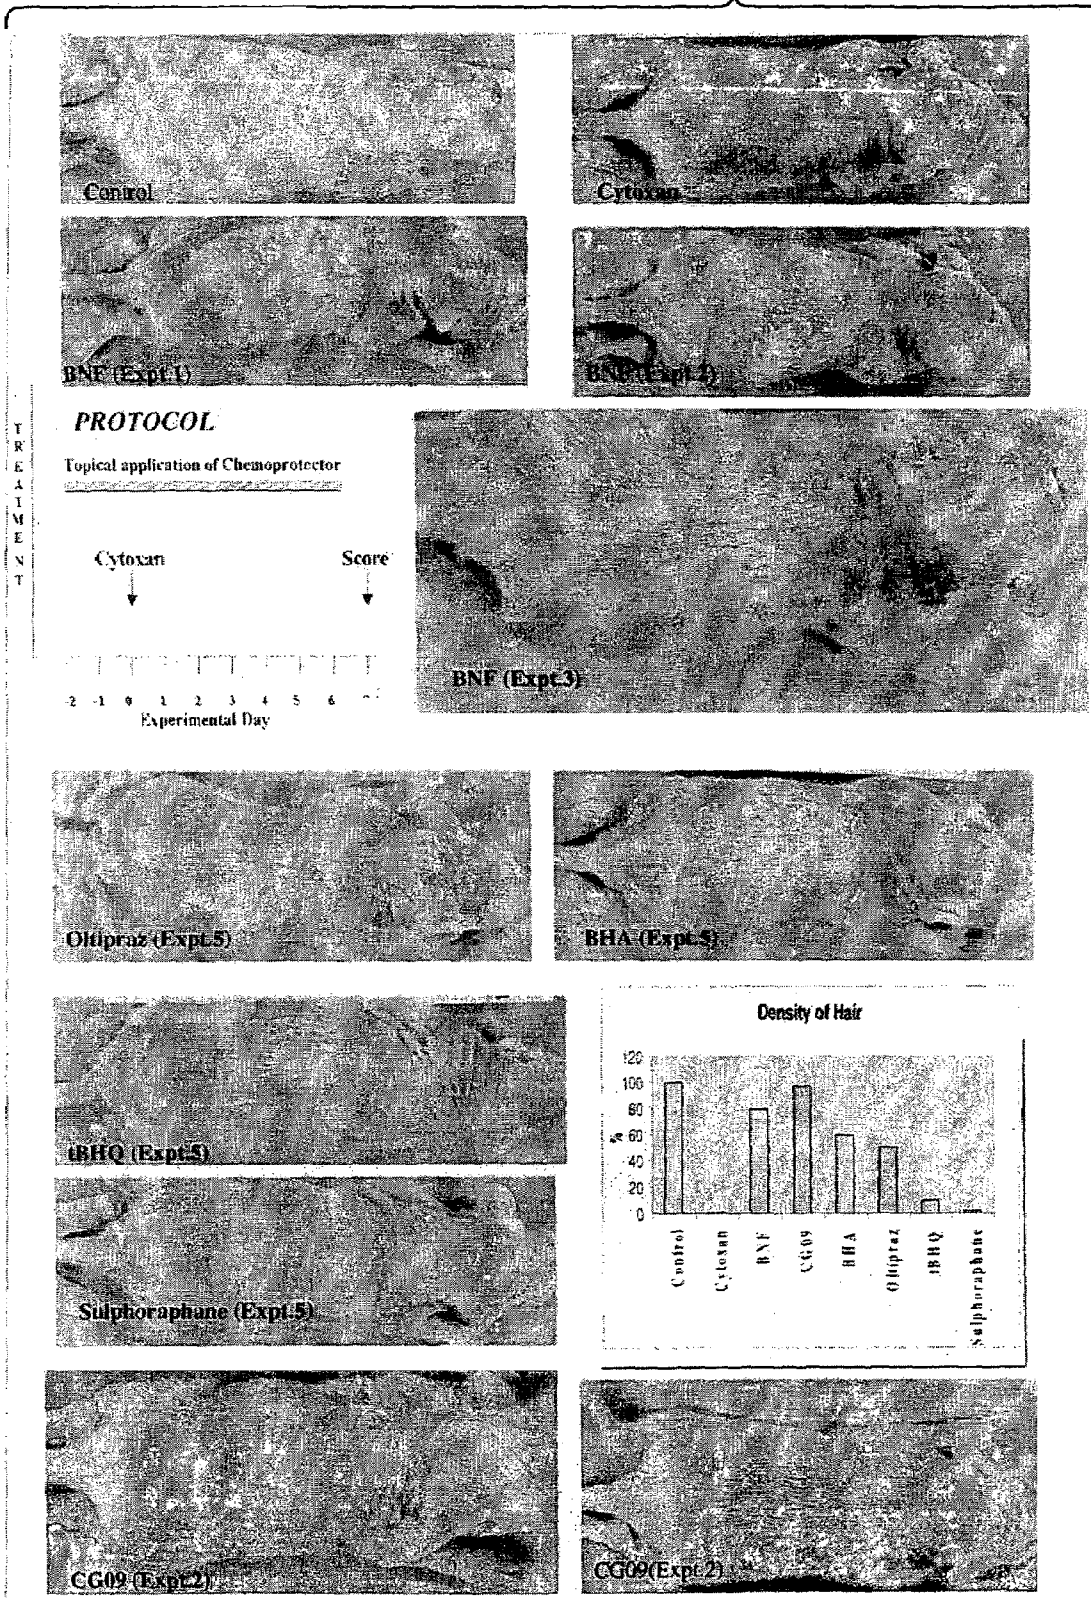 Control
Cytoxan
BNF (Expt.1)
BNF (Expt.2)
TREATMENT
PROTOCOL
Topical application of Chemoprotector
Cytoxan Score
-2 -1 0 1 2 3 4 5 6
Experimental Day
BNF (Expt.3)
Oltipraz (Expt.5)
BHA (Expt.5)
tBHQ (Expt.5)
Density of Hair
120
100
80
60
40
20
0
%
Control
Cytoxan
BNF
CG09
BHA
Oltipraz
tBHQ
Sulphoraphane
Sulphoraphane (Expt.5)
CG09 (Expt.2)
CG09(Expt.2)